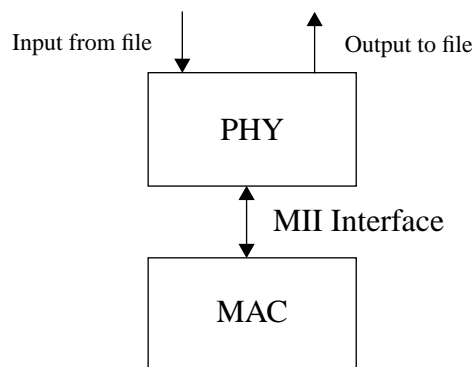 Input from file
Output to file
PHY
MII Interface
MAC